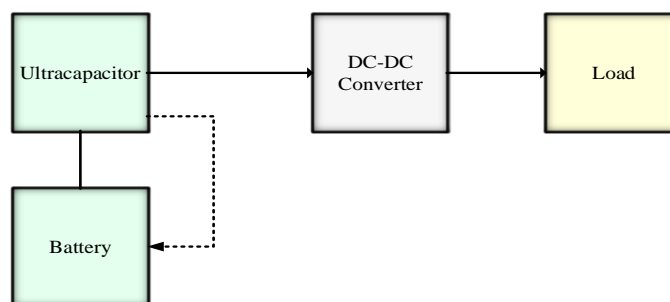 Ultracapacitor
DC-DC
Converter
Load
Battery